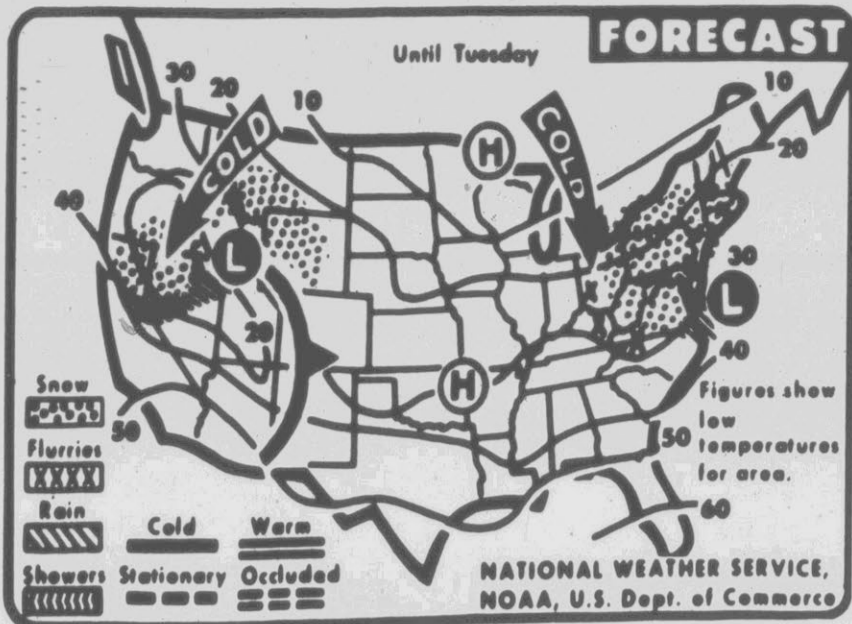 FORECAST
Until Tuesday
30
20
10
10
COLD
COLD
H
20
40
L
30
L
20
40
H
Snow
50
Figures show
low
temperatures
for area.
50
Flurries
Rain
Cold
Warm
60
Showers
Stationary
Occluded
NATIONAL WEATHER SERVICE,
NOAA, U.S. Dept. of Commerce